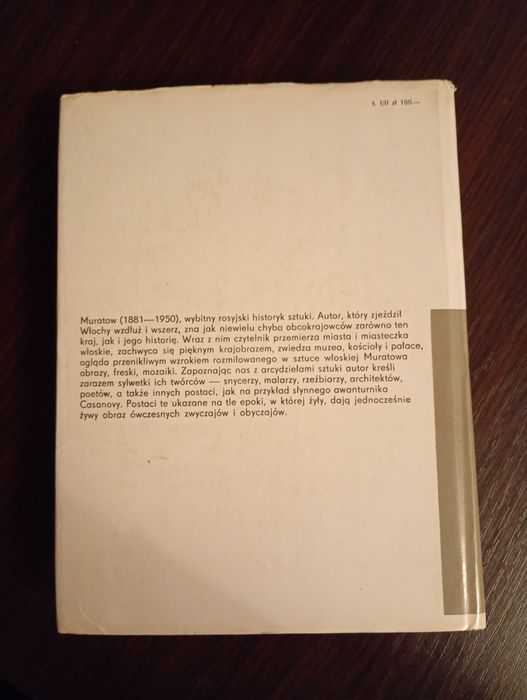 t. I/II zł 160.—
Muratow (1881—1950), wybitny rosyjski historyk sztuki. Autor, który zjeździł
Włochy wzdłuż i wszerz, zna jak niewielu chyba obcokrajowców zarówno ten
kraj, jak i jego historię. Wraz z nim czytelnik przemierza miasta i miasteczka
włoskie, zachwyca się pięknym krajobrazem, zwiedza muzea, kościoły i pałace,
ogląda przenikliwym wzrokiem rozmiłowanego w sztuce włoskiej Muratowa
obrazy, freski, mozaiki. Zapoznając nas z arcydziełami sztuki autor kreśli
zarazem sylwetki ich twórców — snycerzy, malarzy, rzeźbiarzy, architektów,
poetów, a także innych postaci, jak na przykład słynnego awanturnika
Casanovy. Postaci te ukazane na tle epoki, w której żyły, dają jednocześnie
żywy obraz ówczesnych zwyczajów i obyczajów.